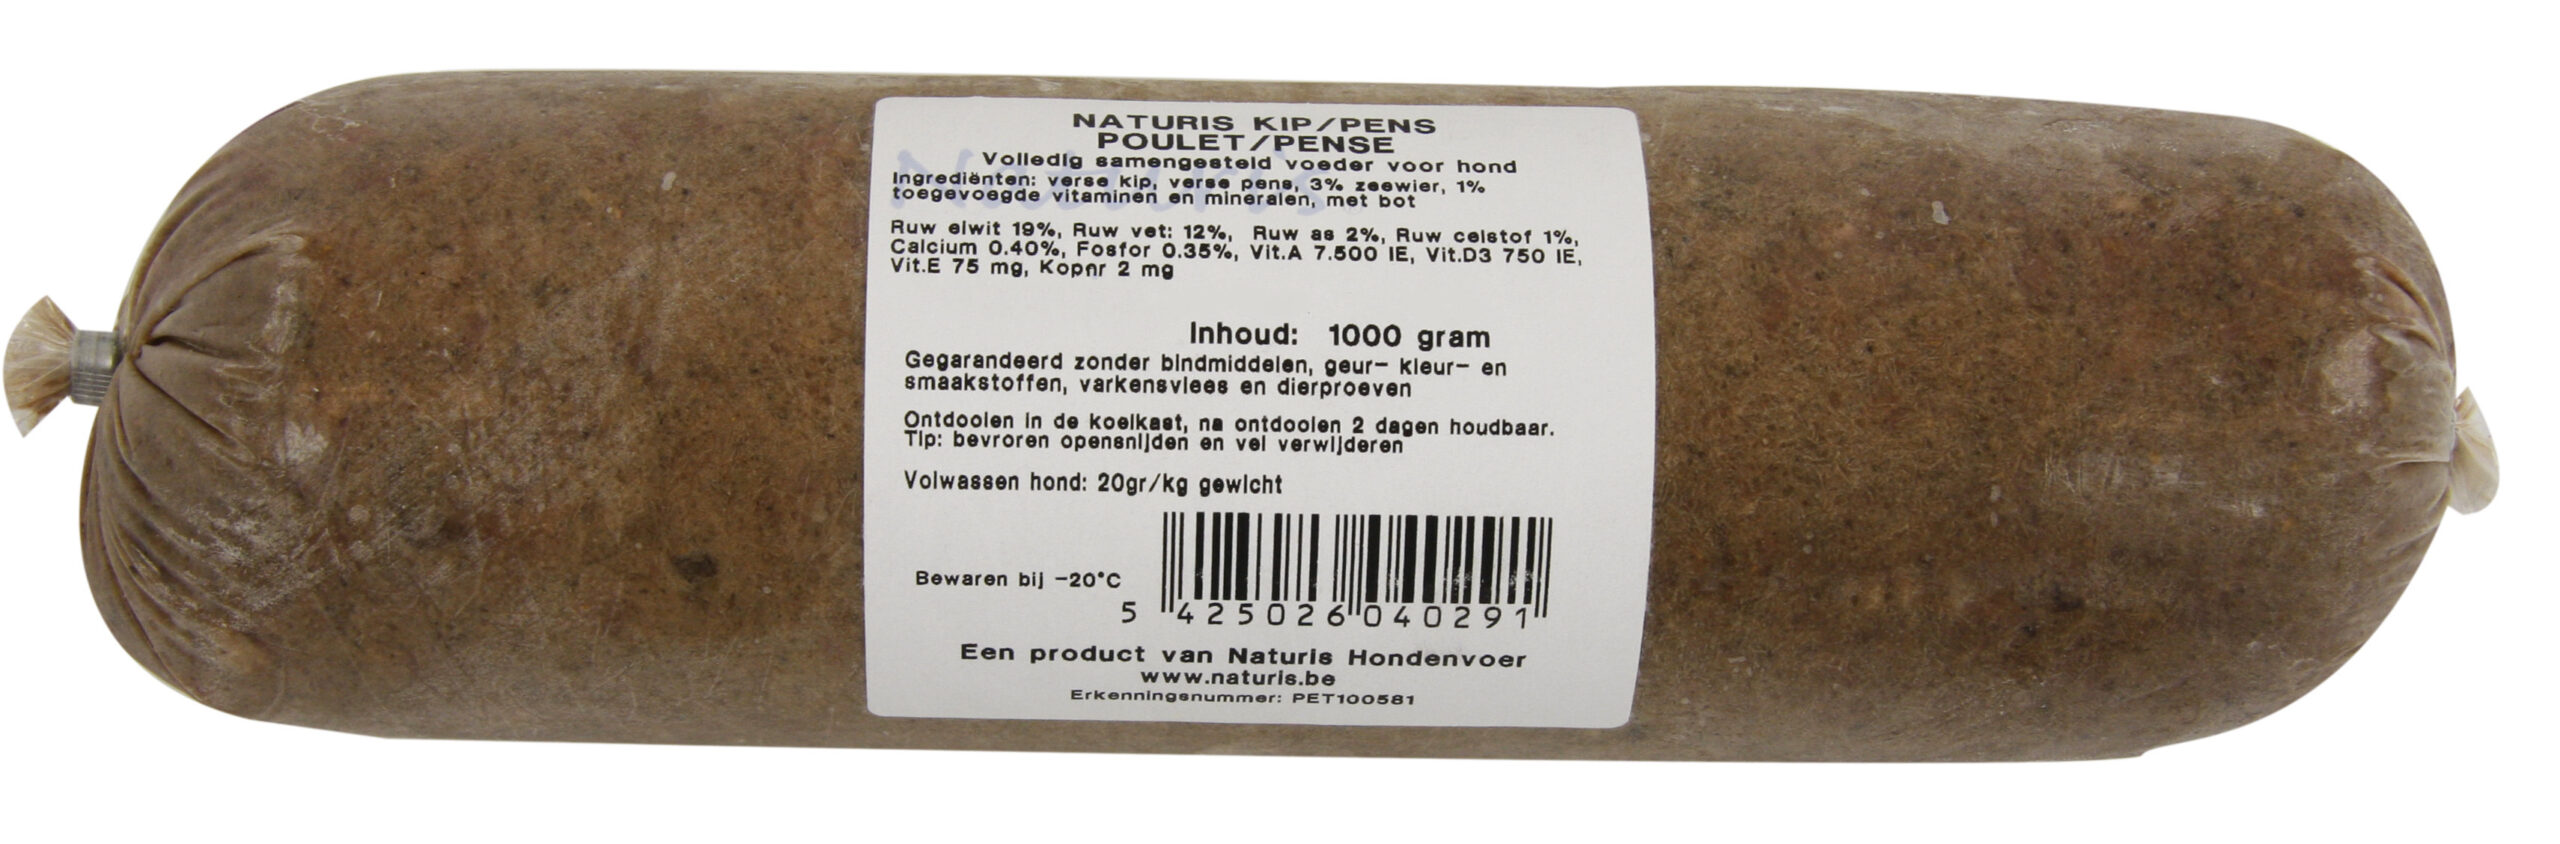 NATURIS KIP/PENS
POULET/PENSE
Volledig samengesteld voeder voor hond
Naturis
Ingrediënten: verse kip, verse pens, 3% zeewier, 1%
toegevoegde vitaminen en mineralen, met bot
Ruw eiwit 19%, Ruw vet: 12%, Ruw as 2%, Ruw celstof 1%,
Calcium 0.40%, Fosfor 0.35%, Vit.A 7.500 IE, Vit.D3 750 IE,
Vit.E 75 mg, Koper 2 mg
Inhoud: 1000 gram
Gegarandeerd zonder bindmiddelen, geur- kleur- en
smaakstoffen, varkensvlees en dierproeven
Ontdooien in de koelkast, na ontdooien 2 dagen houdbaar.
Tip: bevroren opensnijden en vel verwijderen
Volwassen hond: 20gr/kg gewicht
Bewaren bij -20°C
5 425026 040291
Een product van Naturis Hondenvoer
www.naturis.be
Erkenningsnummer: PET100581